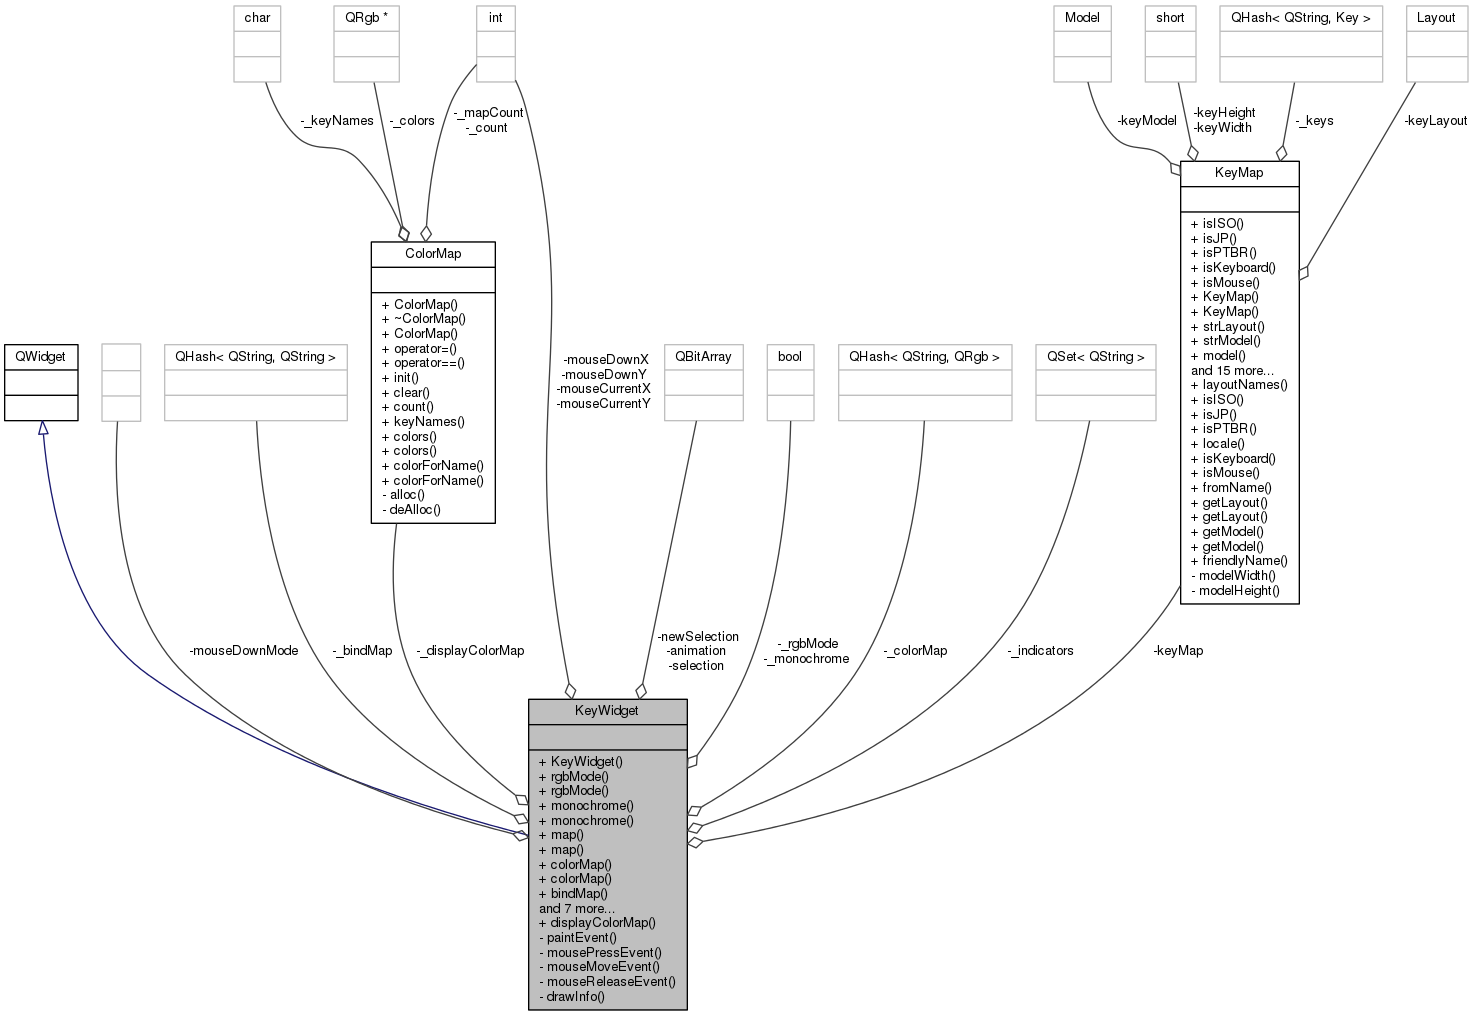 char
QRgb *
int
Model
short
QHash< QString, Key >
Layout
-_keyNames
-_colors
-_mapCount
-_count
-keyModel
-keyHeight
-keyWidth
-_keys
-keyLayout
KeyMap
+ isISO()
+ isJP()
+ isPTBR()
+ isKeyboard()
+ isMouse()
+ KeyMap()
+ KeyMap()
+ strLayout()
+ strModel()
+ model()
and 15 more...
+ layoutNames()
+ isISO()
+ isJP()
+ isPTBR()
+ locale()
+ isKeyboard()
+ isMouse()
+ fromName()
+ getLayout()
+ getLayout()
+ getModel()
+ getModel()
+ friendlyName()
- modelWidth()
- modelHeight()
ColorMap
+ ColorMap()
+ ~ColorMap()
+ ColorMap()
+ operator=()
+ operator==()
+ init()
+ clear()
+ count()
+ keyNames()
+ colors()
+ colors()
+ colorForName()
+ colorForName()
- alloc()
- deAlloc()
QWidget
QHash< QString, QString >
-mouseDownX
-mouseDownY
-mouseCurrentX
-mouseCurrentY
QBitArray
bool
QHash< QString, QRgb >
QSet< QString >
-mouseDownMode
-_bindMap
-_displayColorMap
-newSelection
-animation
-selection
-_rgbMode
-_monochrome
-_colorMap
-_indicators
-keyMap
KeyWidget
+ KeyWidget()
+ rgbMode()
+ rgbMode()
+ monochrome()
+ monochrome()
+ map()
+ map()
+ colorMap()
+ colorMap()
+ bindMap()
and 7 more...
+ displayColorMap()
- paintEvent()
- mousePressEvent()
- mouseMoveEvent()
- mouseReleaseEvent()
- drawInfo()